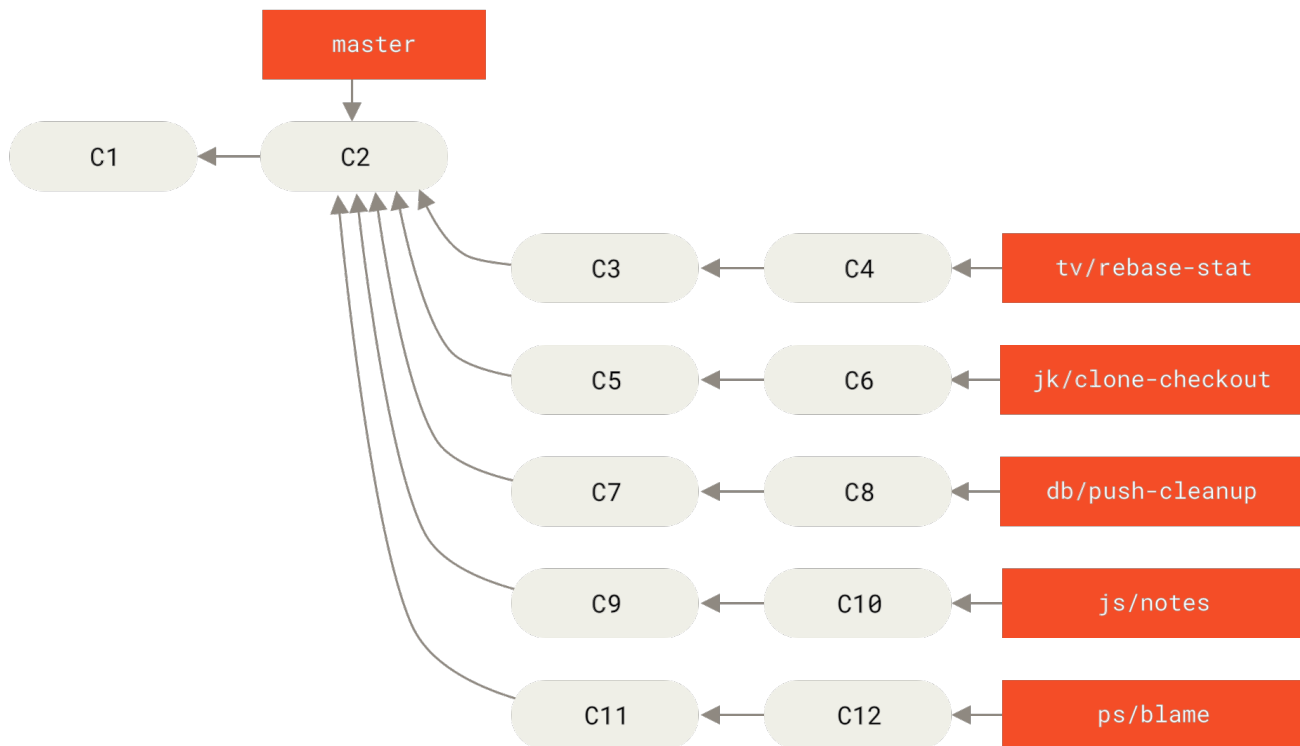 master
C1
C2
C3
C4
tv/rebase-stat
C5
C6
jk/clone-checkout
C7
C8
db/push-cleanup
C9
C10
js/notes
C11
C12
ps/blame